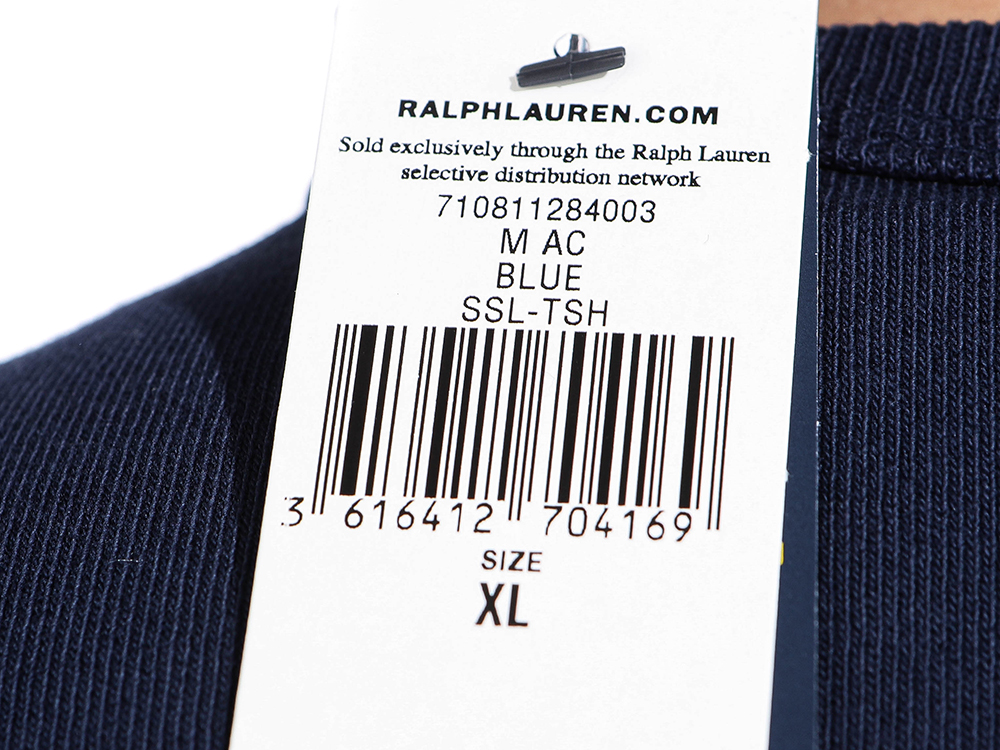 RALPHLAUREN.COM
Sold exclusively through the Ralph Lauren
selective distribution network
710811284003
M AC
BLUE
SSL-TSH
3 616412 704169
SIZE
XL